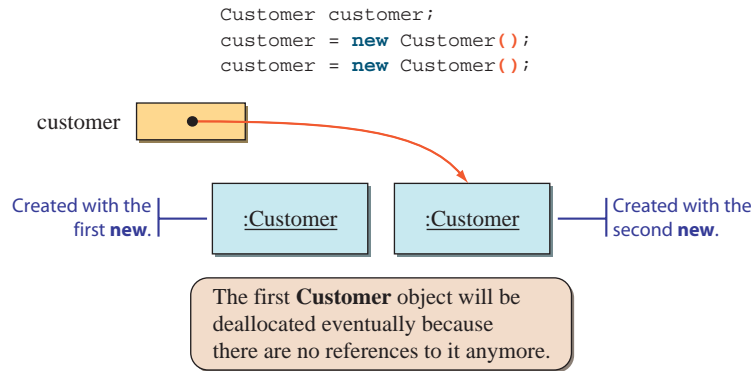 Customer customer;
customer = new Customer();
customer = new Customer();
customer
Created with the
first new.
:Customer
:Customer
Created with the
second new.
The first Customer object will be
deallocated eventually because
there are no references to it anymore.